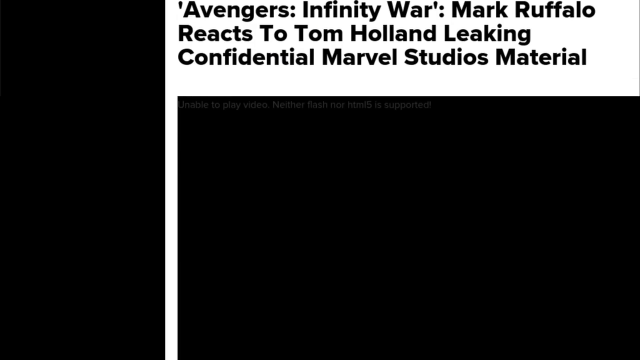 'Avengers: Infinity War': Mark Ruffalo
Reacts To Tom Holland Leaking
Confidential Marvel Studios Material
Unable to play video. Neither flash nor html5 is supported!